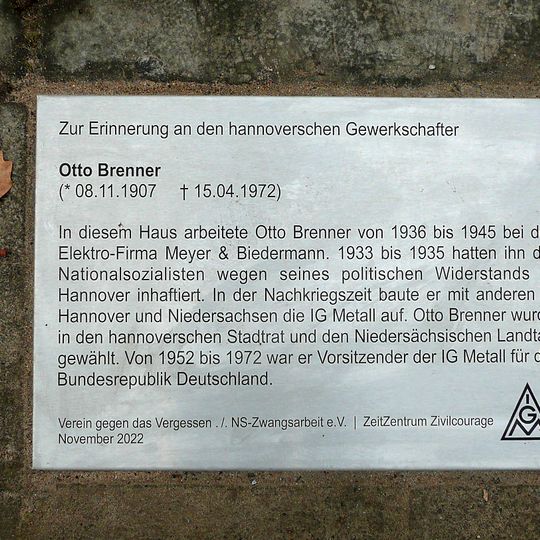 Zur Erinnerung an den hannoverschen Gewerkschafter
Otto Brenner
(* 08.11.1907 † 15.04.1972)
In diesem Haus arbeitete Otto Brenner von 1936 bis 1945 bei d
Elektro-Firma Meyer & Biedermann. 1933 bis 1935 hatten ihn d
Nationalsozialisten wegen seines politischen Widerstands
Hannover inhaftiert. In der Nachkriegszeit baute er mit anderen
Hannover und Niedersachsen die IG Metall auf. Otto Brenner wurd
in den hannoverschen Stadtrat und den Niedersächsischen Landta
gewählt. Von 1952 bis 1972 war er Vorsitzender der IG Metall für d
Bundesrepublik Deutschland.
Verein gegen das Vergessen ./. NS-Zwangsarbeit e.V. | ZeitZentrum Zivilcourage
November 2022
IGM